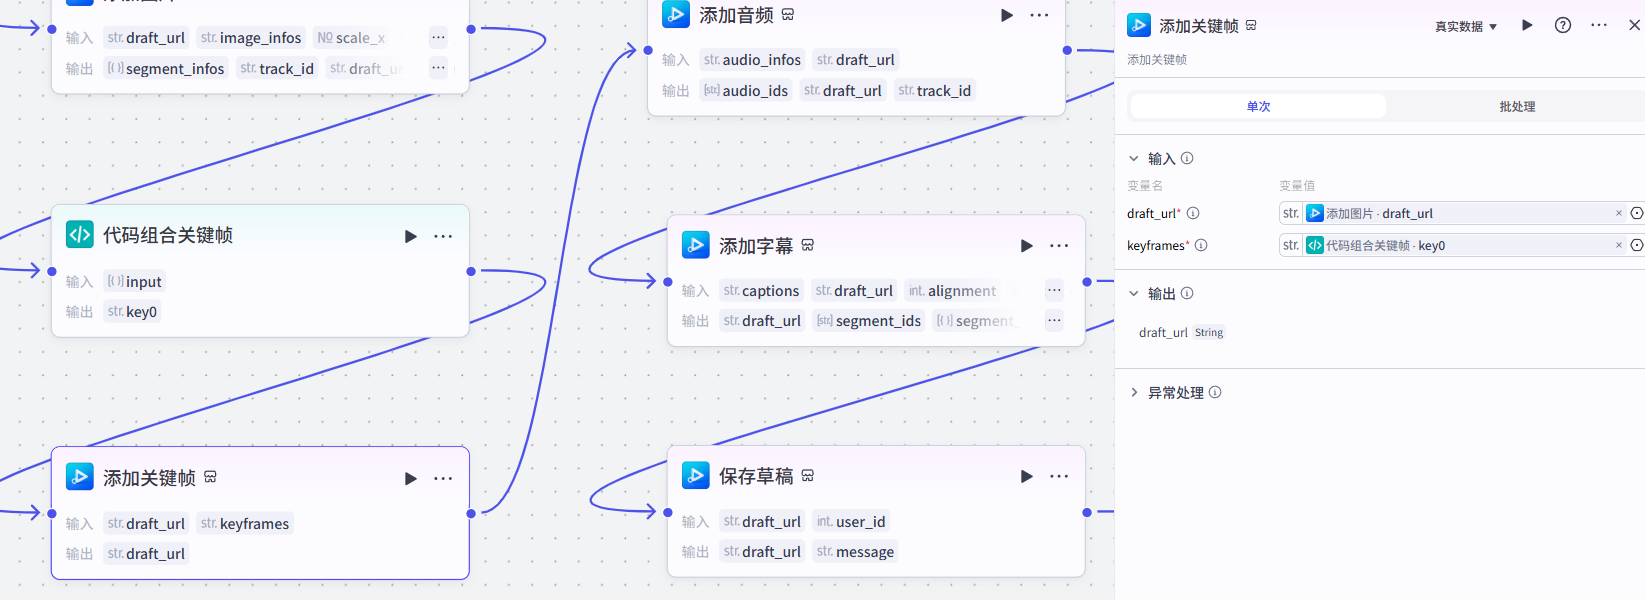 输入 str. draft_url str. image_infos NO scale_x ...
输出 [()] segment_infos str. track_id str. draft_ur ...
代码组合关键帧 ...
输入 [()] input
输出 str. key0
添加关键帧 ...
输入 str. draft_url str. keyframes
输出 str. draft_url
添加音频 ...
输入 str. audio_infos str. draft_url
输出 [str] audio_ids str. draft_url str. track_id
添加字幕 ...
输入 str. captions str. draft_url int. alignment ...
输出 str. draft_url [str] segment_ids [()] segment_ ...
保存草稿 ...
输入 str. draft_url int. user_id
输出 str. draft_url str. message
添加关键帧 真实数据 ...
添加关键帧
单次 批处理
输入
变量名 变量值
draft_url* str. 添加图片 · draft_url ×
keyframes* str. 代码组合关键帧 · key0 ×
输出
draft_url String
异常处理